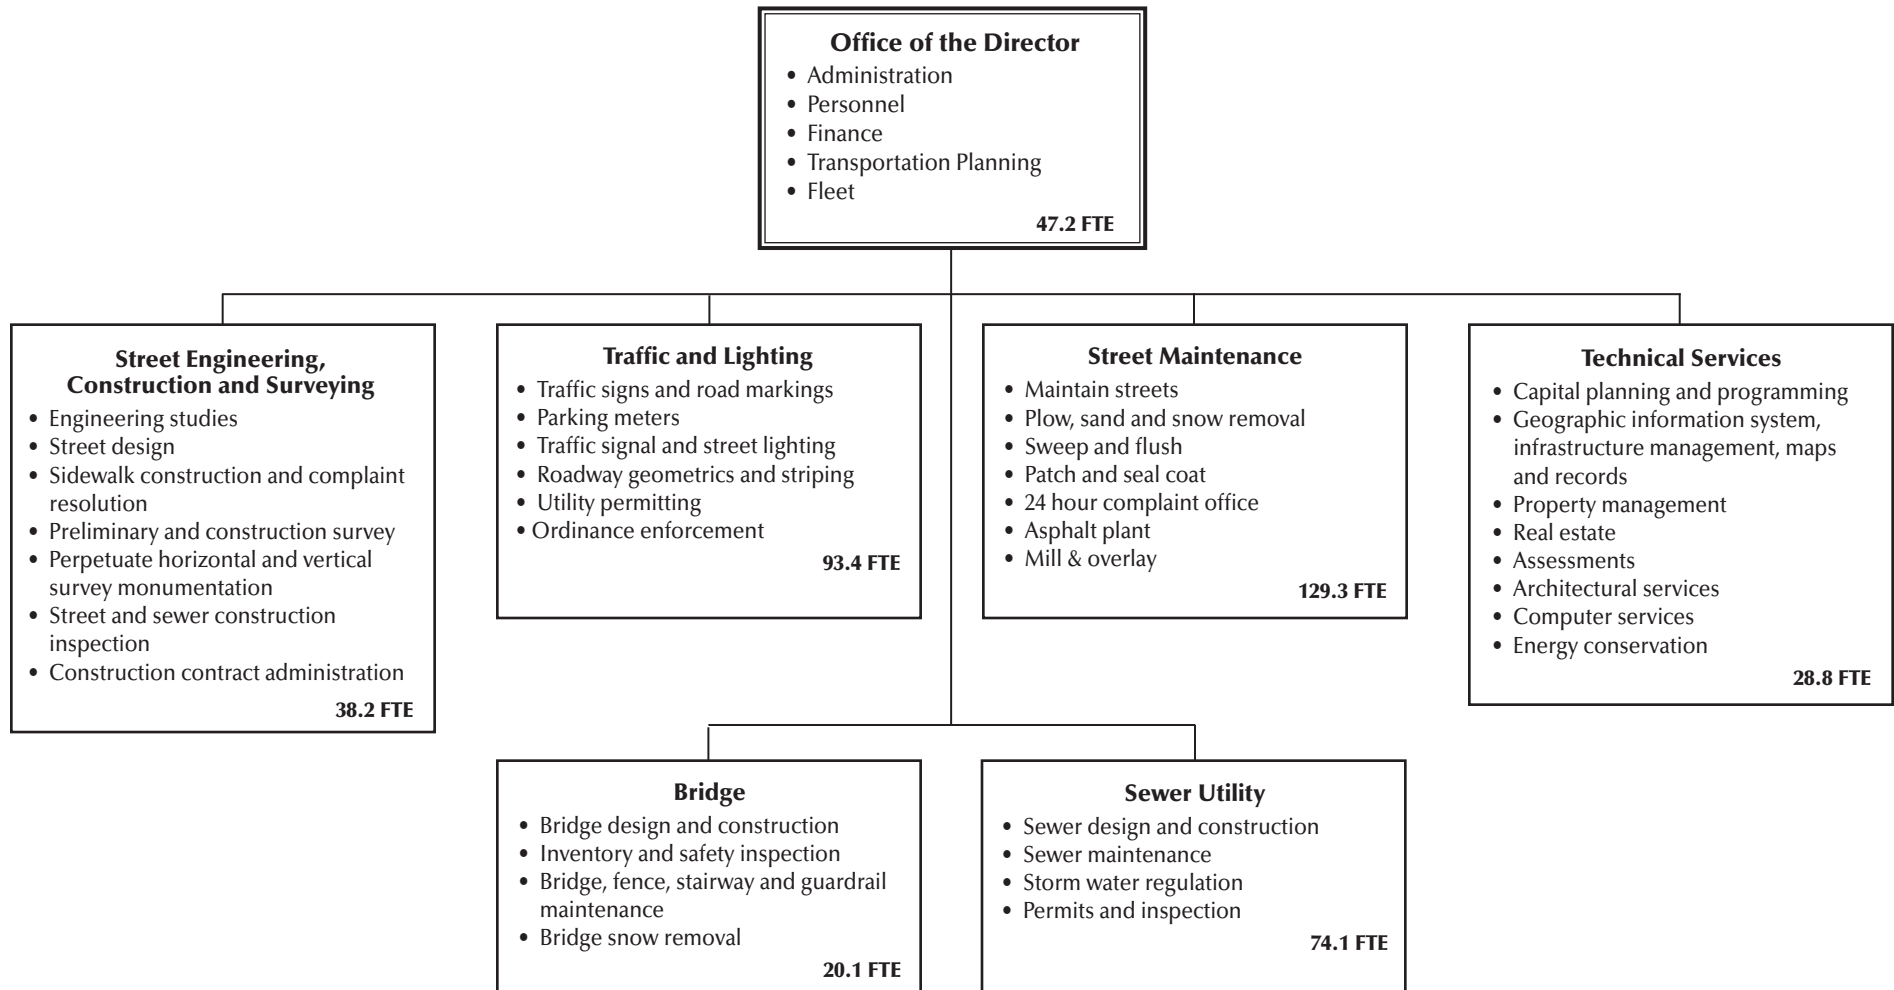 Office of the Director
• Administration
• Personnel
• Finance
• Transportation Planning
• Fleet
47.2 FTE
Street Engineering,
Construction and Surveying
• Engineering studies
• Street design
• Sidewalk construction and complaint
resolution
• Preliminary and construction survey
• Perpetuate horizontal and vertical
survey monumentation
• Street and sewer construction
inspection
• Construction contract administration
38.2 FTE
Traffic and Lighting
• Traffic signs and road markings
• Parking meters
• Traffic signal and street lighting
• Roadway geometrics and striping
• Utility permitting
• Ordinance enforcement
93.4 FTE
Street Maintenance
• Maintain streets
• Plow, sand and snow removal
• Sweep and flush
• Patch and seal coat
• 24 hour complaint office
• Asphalt plant
• Mill & overlay
129.3 FTE
Technical Services
• Capital planning and programming
• Geographic information system,
infrastructure management, maps
and records
• Property management
• Real estate
• Assessments
• Architectural services
• Computer services
• Energy conservation
28.8 FTE
Bridge
• Bridge design and construction
• Inventory and safety inspection
• Bridge, fence, stairway and guardrail
maintenance
• Bridge snow removal
20.1 FTE
Sewer Utility
• Sewer design and construction
• Sewer maintenance
• Storm water regulation
• Permits and inspection
74.1 FTE